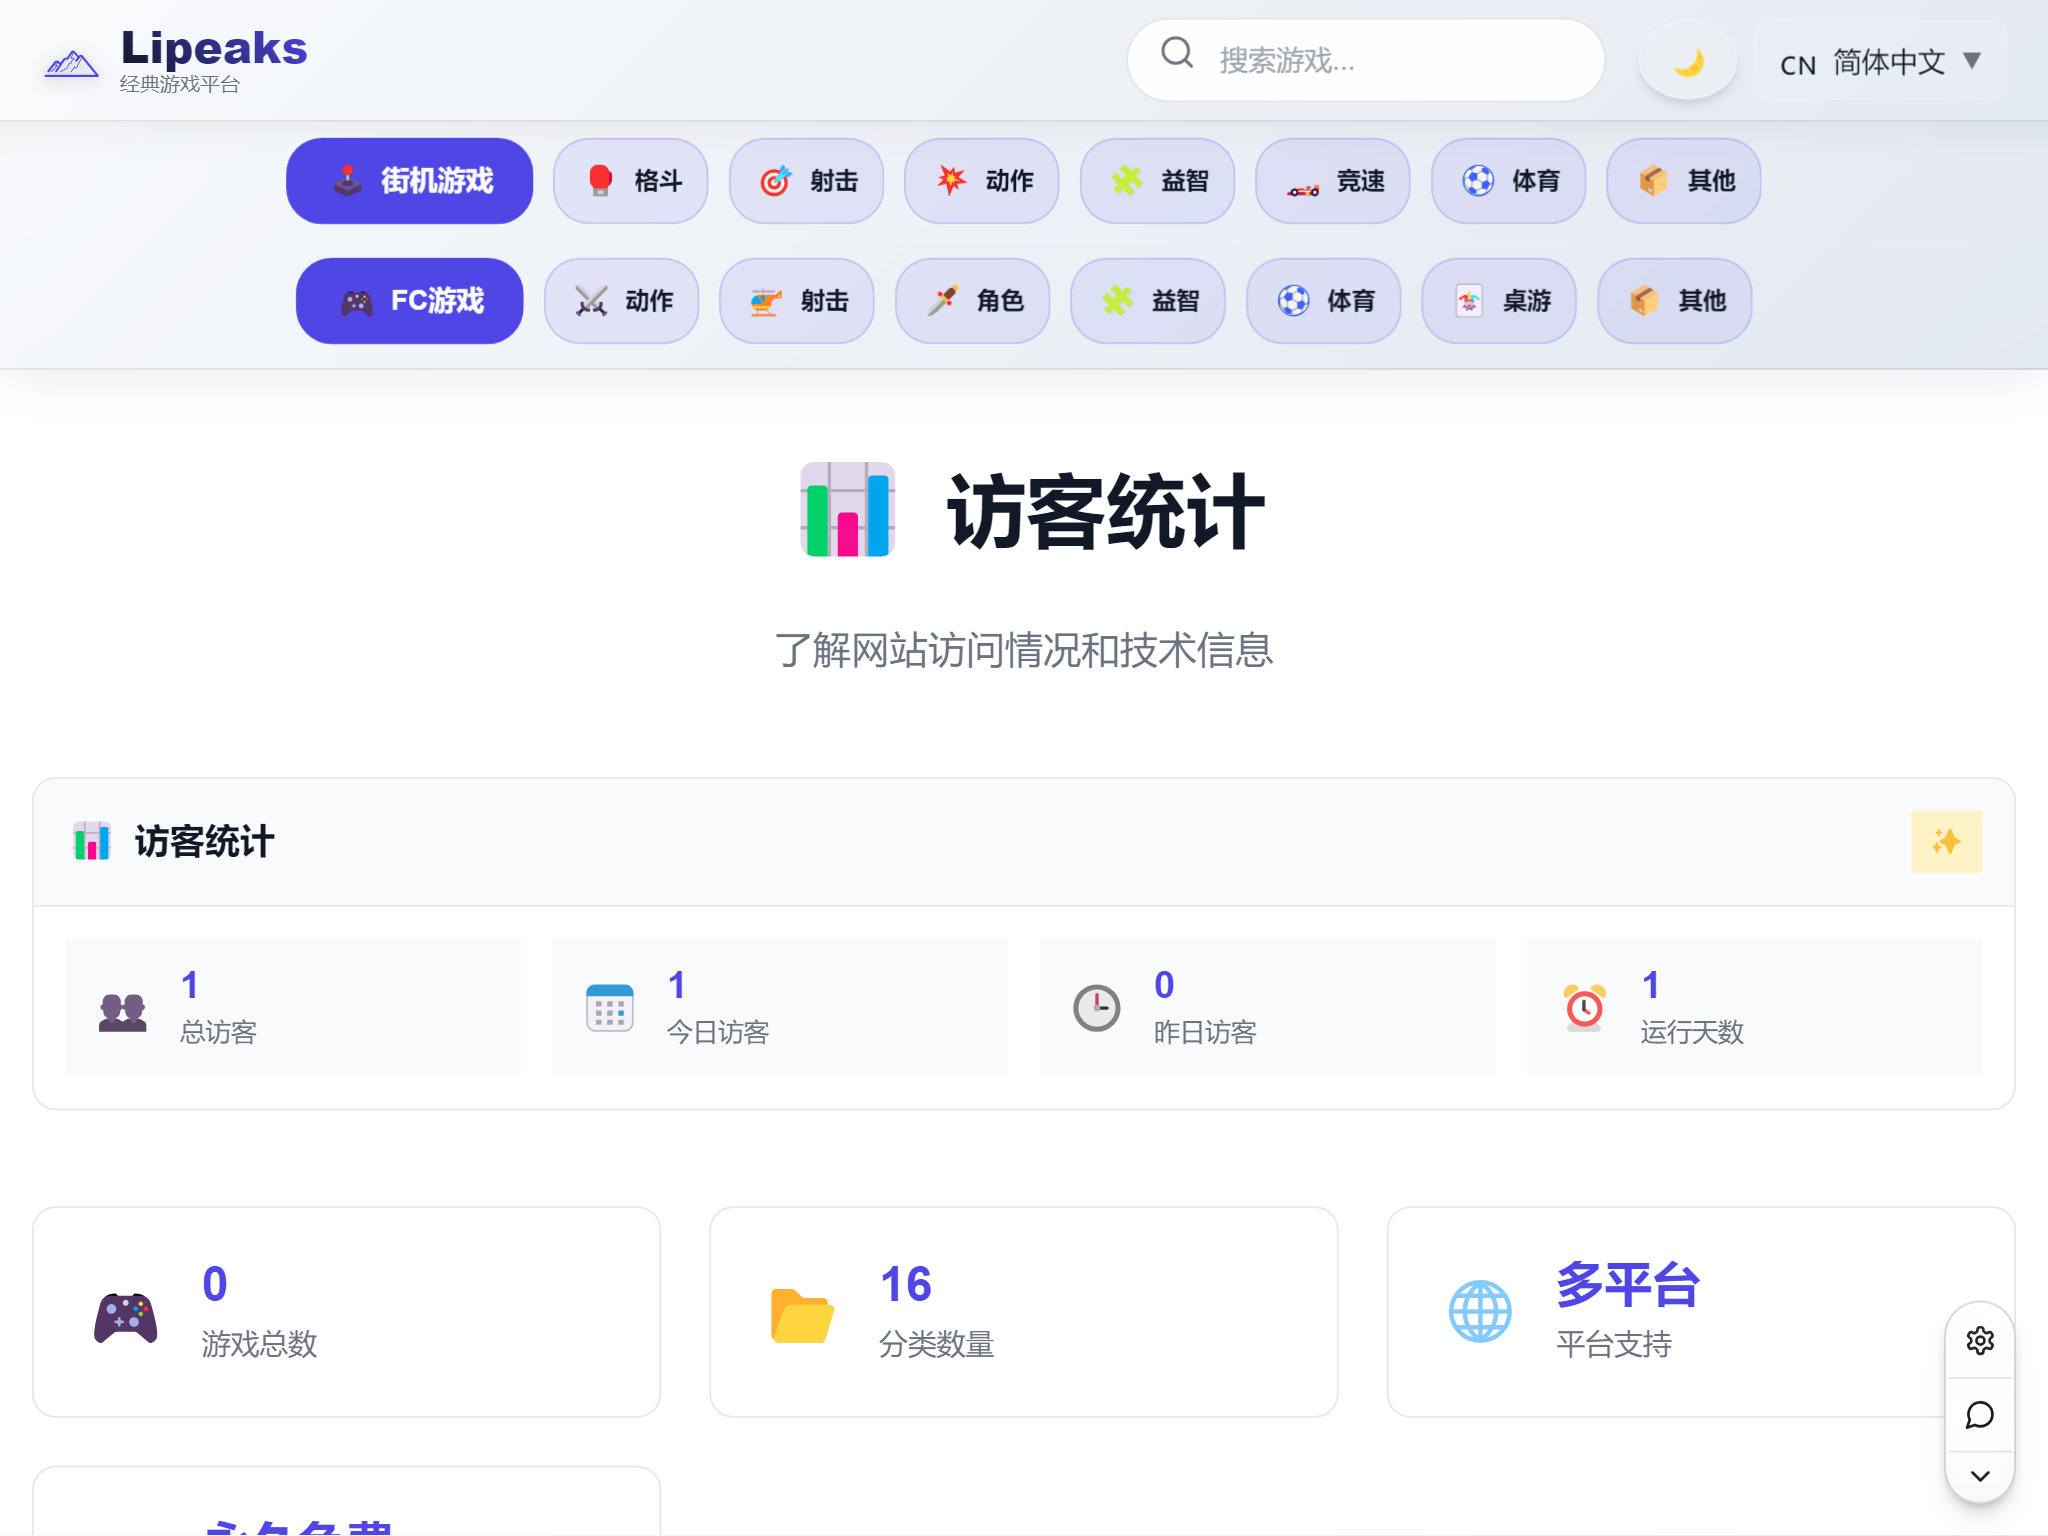 Lipeaks
经典游戏平台
搜索游戏...
CN 简体中文 ▼
街机游戏 格斗 射击 动作 益智 竞速 体育 其他
FC游戏 动作 射击 角色 益智 体育 桌游 其他
访客统计
了解网站访问情况和技术信息
访客统计
1
总访客
1
今日访客
0
昨日访客
1
运行天数
0
游戏总数
16
分类数量
多平台
平台支持
永久免费